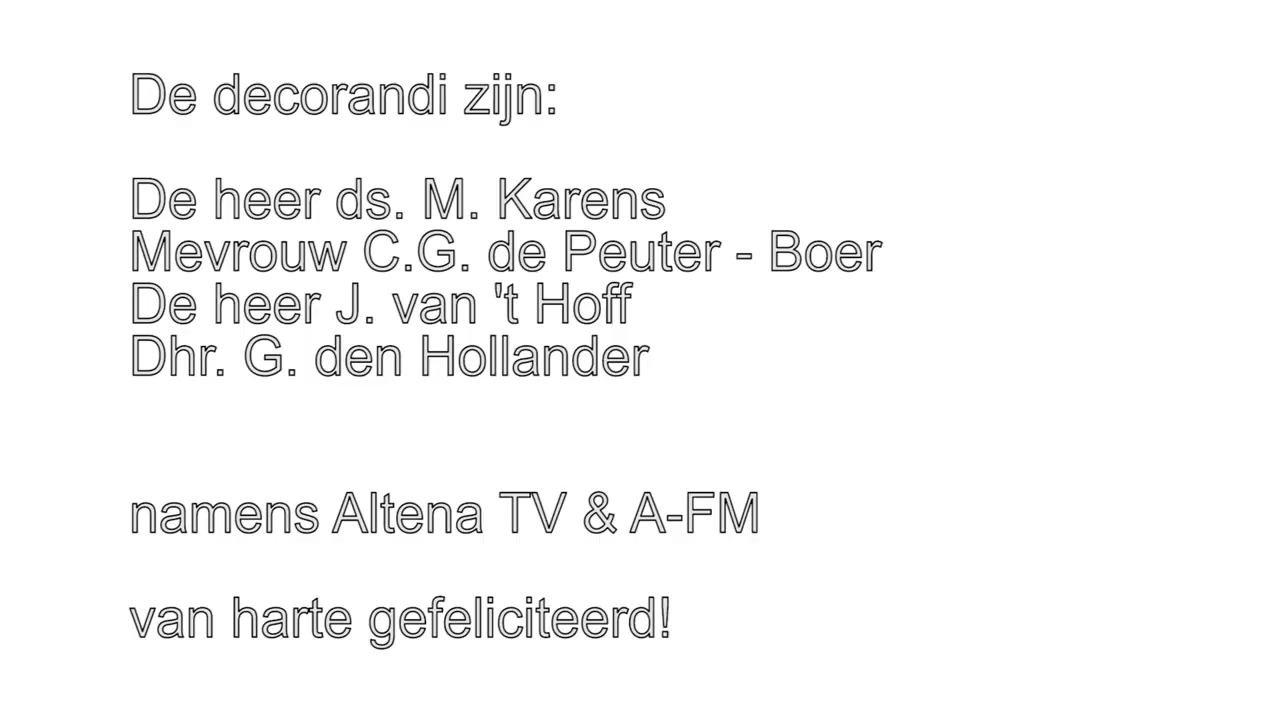 De decorandi zijn:
De heer ds. M. Karens
Mevrouw C.G. de Peuter - Boer
De heer J. van 't Hoff
Dhr. G. den Hollander
namens Altena TV & A-FM
van harte gefeliciteerd!